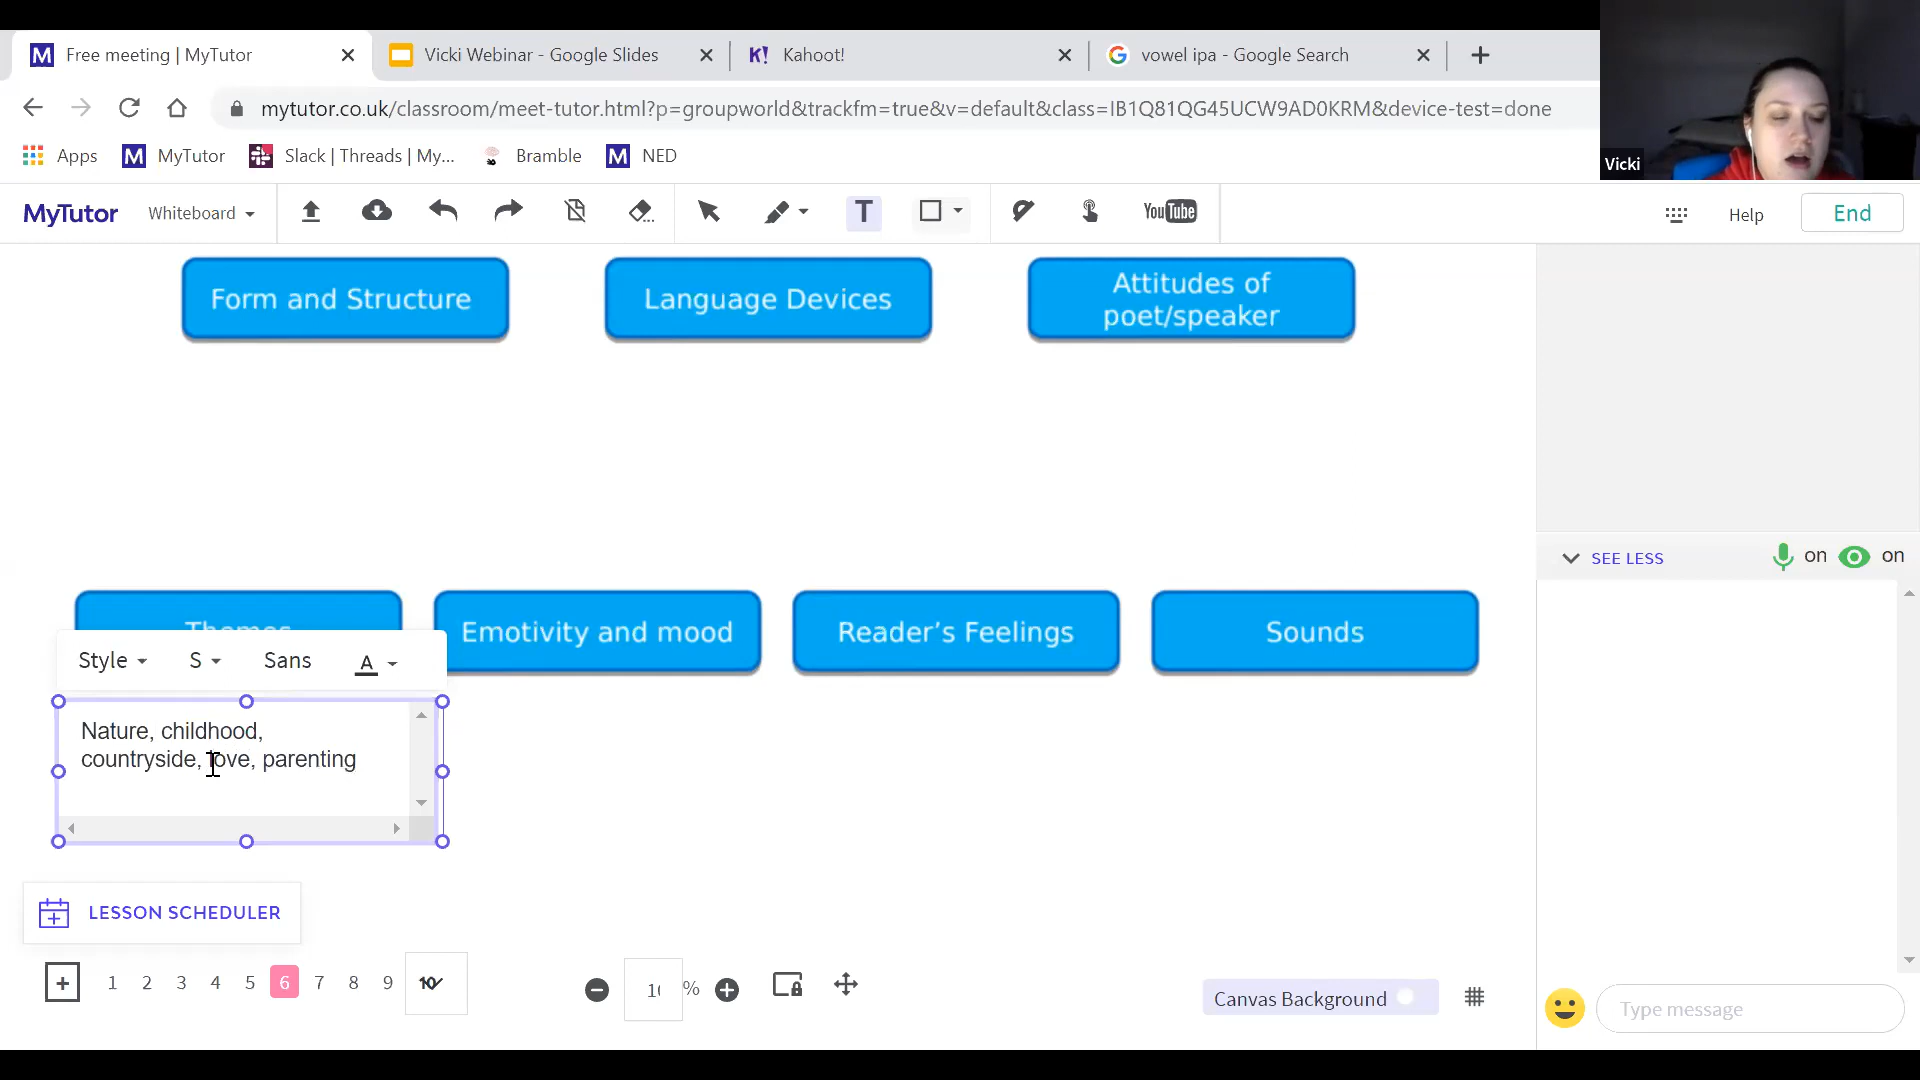 Free meeting | MyTutor
Vicki Webinar - Google Slides
K! Kahoot!
vowel ipa - Google Search
mytutor.co.uk/classroom/meet-tutor.html?p=groupworld&trackfm=true&v=default&class=IB1Q81QG45UCW9AD0KRM&device-test=done
Apps
M MyTutor
Slack | Threads | My...
Bramble
M NED
Vicki
MyTutor
Whiteboard
T
YouTube
Help
End
Form and Structure
Language Devices
Attitudes of
poet/speaker
SEE LESS
on
on
Themes
Emotivity and mood
Reader's Feelings
Sounds
Style
S
Sans
A
Nature, childhood,
countryside, love, parenting
LESSON SCHEDULER
1 2 3 4 5 6 7 8 9 10
%
Canvas Background
Type message